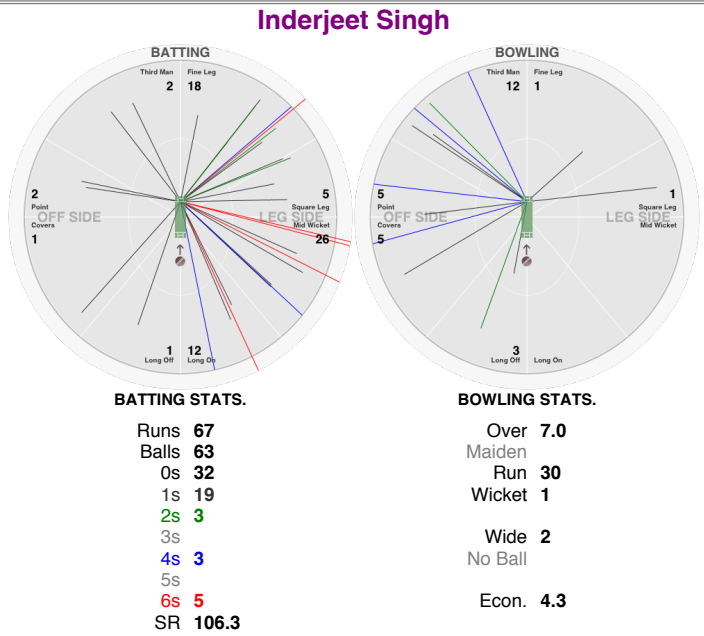 Inderjeet Singh
BATTING
Third Man Fine Leg
2 18
2 5
Point Square Leg
OFF SIDE LEG SIDE
Covers Mid Wicket
1 26
1 12
Long Off Long On
BOWLING
Third Man Fine Leg
12 1
5 1
Point Square Leg
OFF SIDE LEG SIDE
Covers Mid Wicket
5
3
Long Off Long On
BATTING STATS.
Runs 67
Balls 63
0s 32
1s 19
2s 3
3s
4s 3
5s
6s 5
SR 106.3
BOWLING STATS.
Over 7.0
Maiden
Run 30
Wicket 1
Wide 2
No Ball
Econ. 4.3